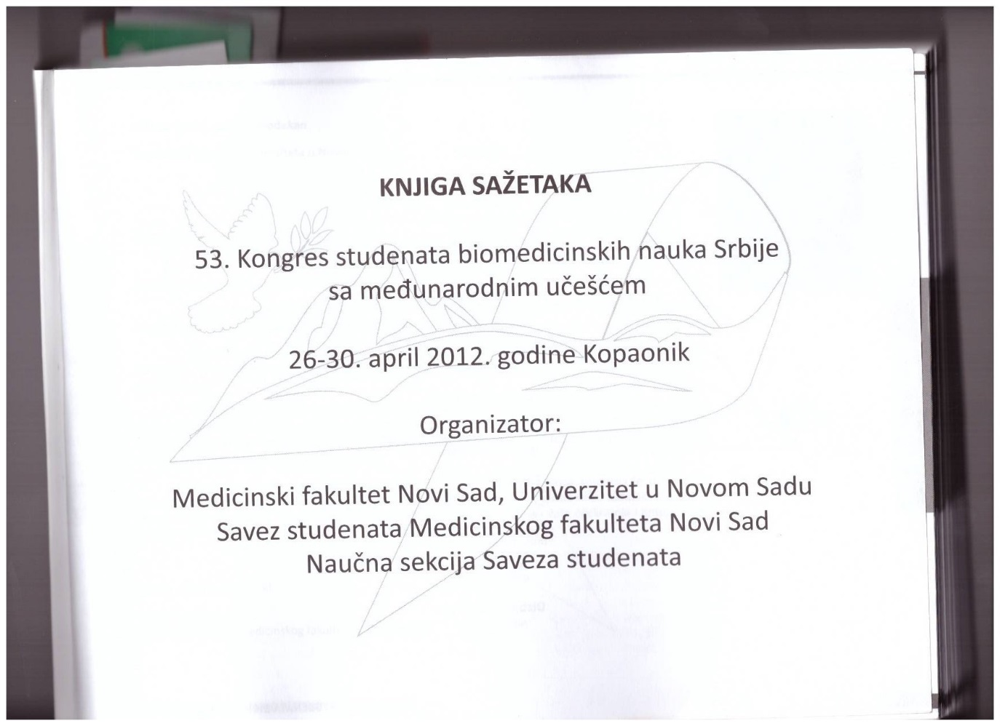 KNJIGA SAŽETAKA
53. Kongres studenata biomedicinskih nauka Srbije
sa međunarodnim učešćem
26-30. april 2012. godine Kopaonik
Organizator:
Medicinski fakultet Novi Sad, Univerzitet u Novom Sadu
Savez studenata Medicinskog fakulteta Novi Sad
Naučna sekcija Saveza studenata